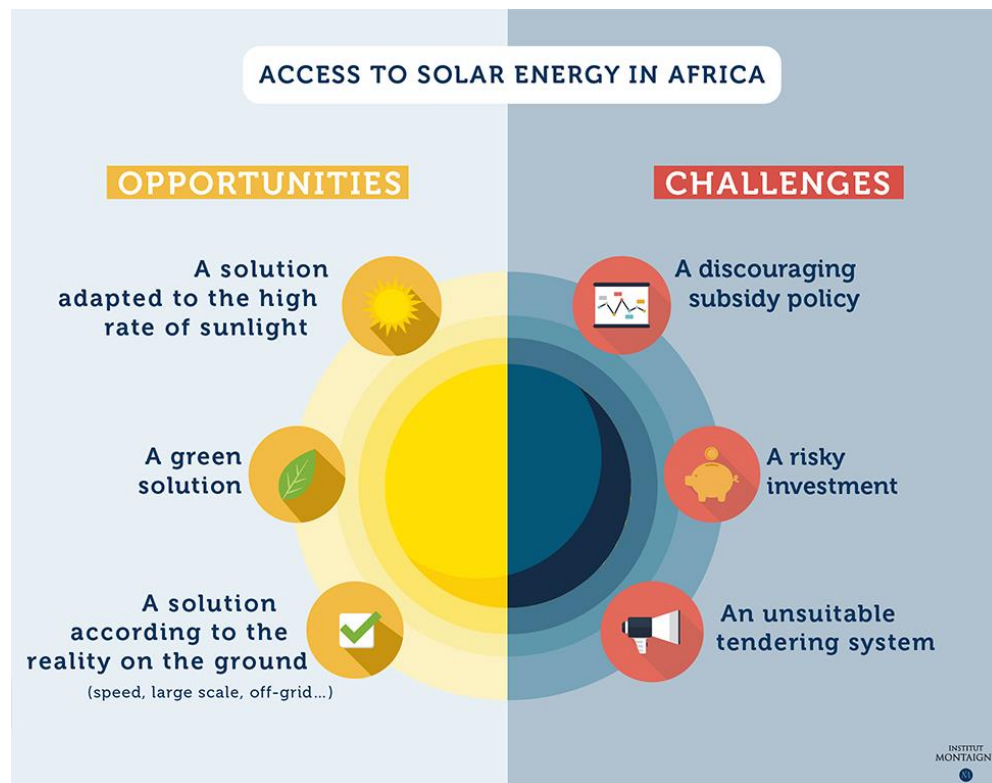 ACCESS TO SOLAR ENERGY IN AFRICA
OPPORTUNITIES
A solution
adapted to the high
rate of sunlight
A green
solution
A solution
according to the
reality on the ground
(speed, large scale, off-grid...)
CHALLENGES
A discouraging
subsidy policy
A risky
investment
An unsuitable
tendering system
INSTITUT
MONTAIGN